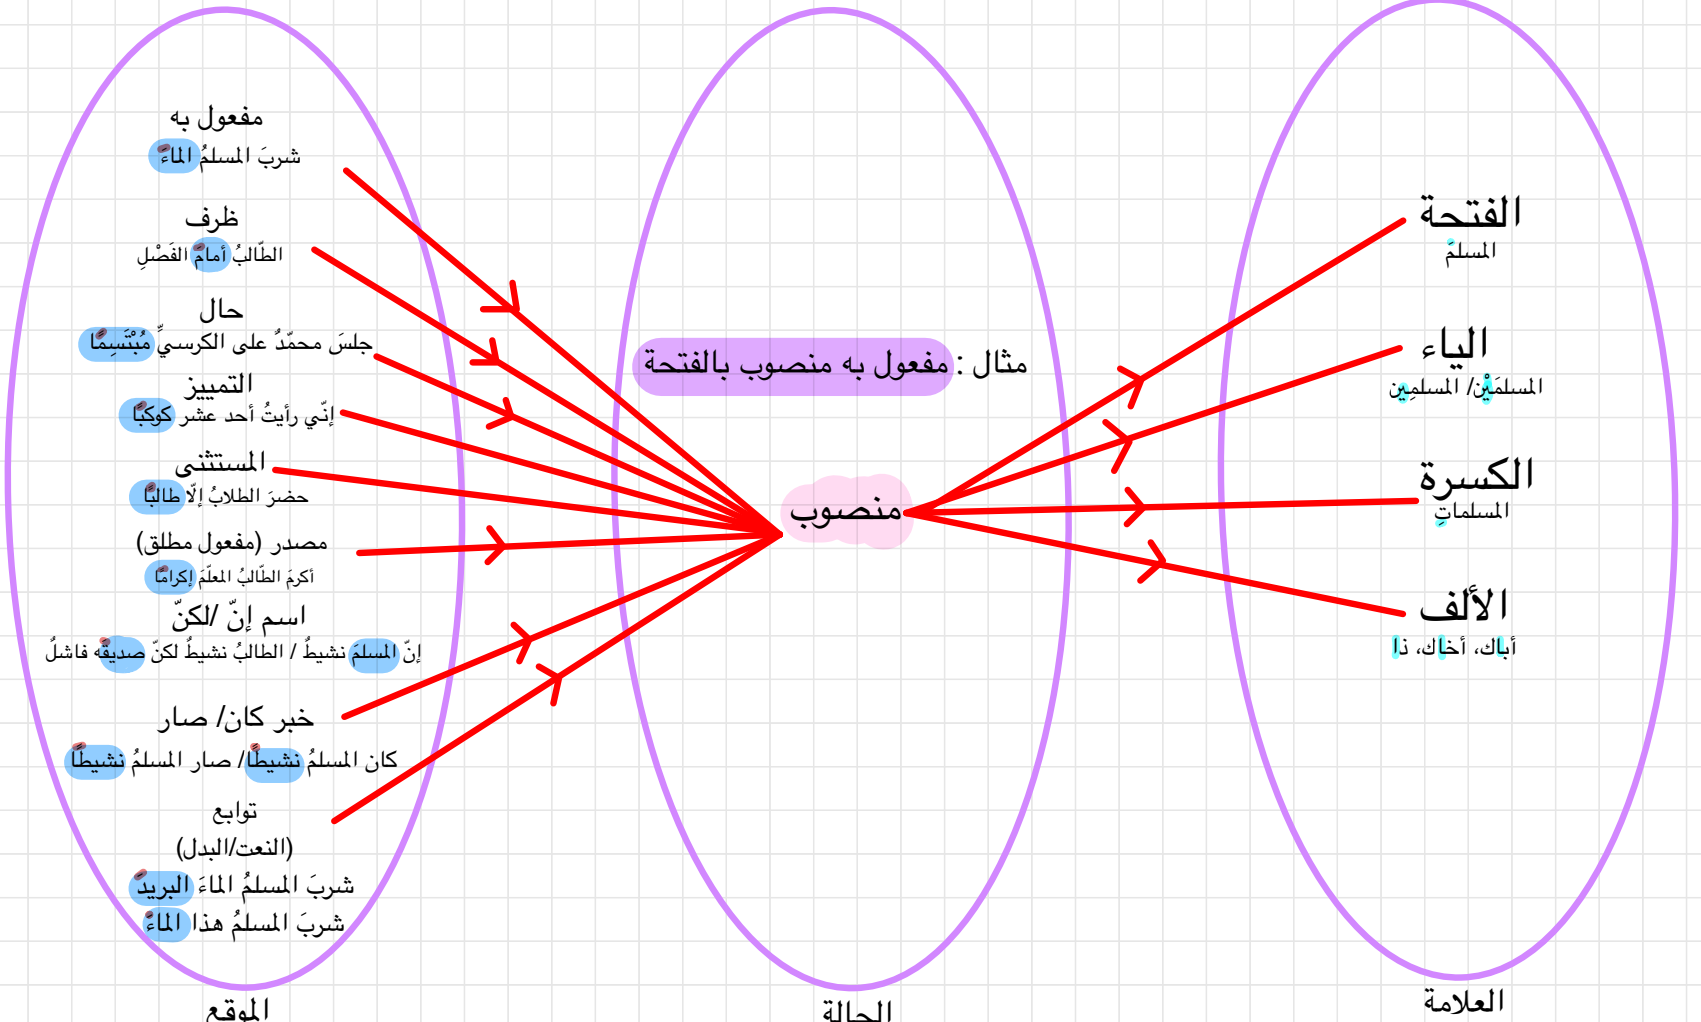 الفتحة
المسلمَ
الياء
المسلمَيْن/ المسلمِين
الكسرة
المسلماتِ
الألف
أباك، أخاك، ذا
العلامة
مثال : مفعول به منصوب بالفتحة
منصوب
الحالة
مفعول به
شربَ المسلمُ الماءَ
ظرف
الطّالبُ أمامَ الفَصْلِ
حال
جلسَ محمّدٌ على الكرسيِّ مُبْتَسِمًا
التمييز
إنّي رأيتُ أحد عشر كوكبًا
المستثنى
حضرَ الطلابُ إلّا طالبًا
مصدر (مفعول مطلق)
أكرمَ الطّالبُ المعلّمَ إكرامًا
اسم إنّ /لكنّ
إنّ المسلمَ نشيطٌ / الطالبُ نشيطٌ لكنّ صديقَه فاشلٌ
خبر كان/ صار
كان المسلمُ نشيطًا/ صار المسلمُ نشيطًا
توابع
(النعت/البدل)
شربَ المسلمُ الماءَ البريدَ
شربَ المسلمُ هذا الماءَ
الموقع